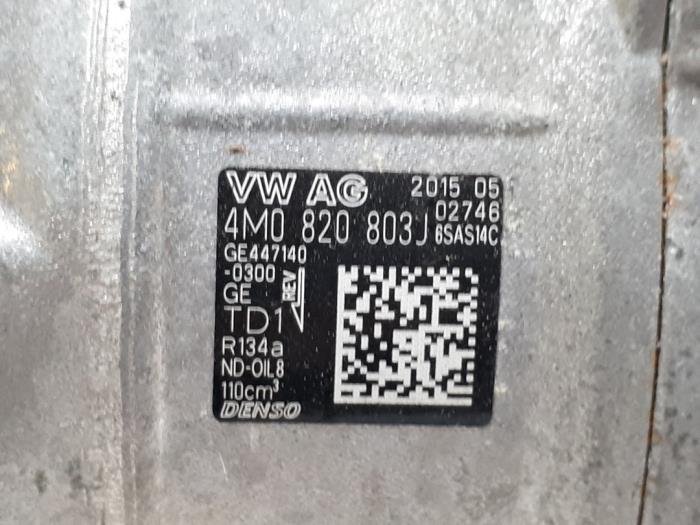 VW AG 2015 05
02746
4M0 820 803J 6SAS14C
GE447140
-0300
GE
REV
TD1
R134a
ND-OIL8
110cm³
DENSO